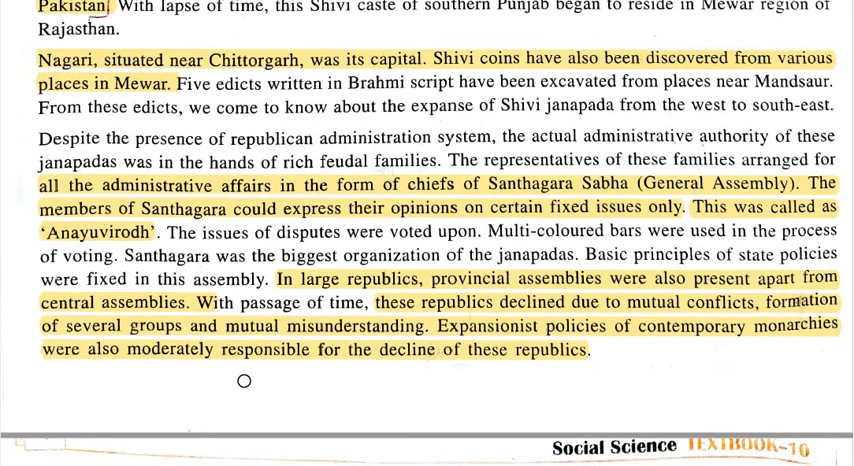 Pakistan. With lapse of time, this Shivi caste of southern Punjab began to reside in Mewar region of
Rajasthan.
Nagari, situated near Chittorgarh, was its capital. Shivi coins have also been discovered from various
places in Mewar. Five edicts written in Brahmi script have been excavated from places near Mandsaur.
From these edicts, we come to know about the expanse of Shivi janapada from the west to south-east.
Despite the presence of republican administration system, the actual administrative authority of these
janapadas was in the hands of rich feudal families. The representatives of these families arranged for
all the administrative affairs in the form of chiefs of Santhagara Sabha (General Assembly). The
members of Santhagara could express their opinions on certain fixed issues only. This was called as
‘Anayuvirodh’. The issues of disputes were voted upon. Multi-coloured bars were used in the process
of voting. Santhagara was the biggest organization of the janapadas. Basic principles of state policies
were fixed in this assembly. In large republics, provincial assemblies were also present apart from
central assemblies. With passage of time, these republics declined due to mutual conflicts, formation
of several groups and mutual misunderstanding. Expansionist policies of contemporary monarchies
were also moderately responsible for the decline of these republics.
Social Science TEXTBOOK-10